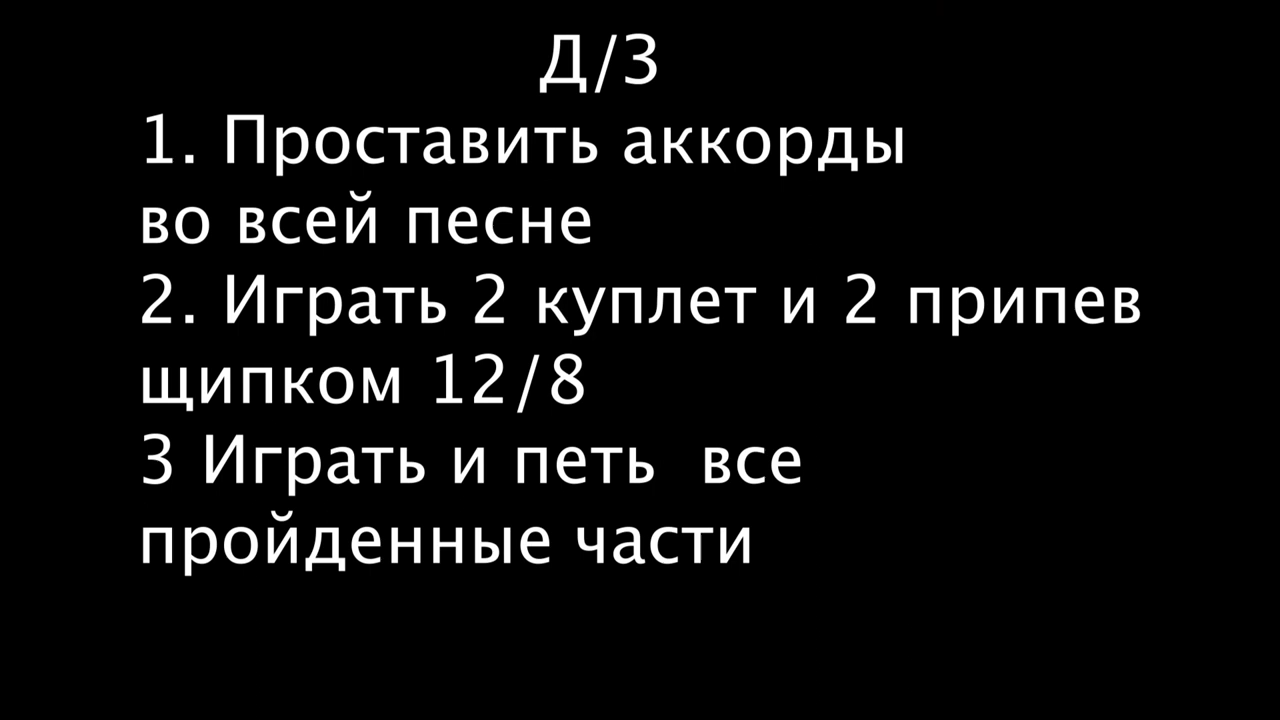 Д/З
1. Проставить аккорды
во всей песне
2. Играть 2 куплет и 2 припев
щипком 12/8
3 Играть и петь  все
пройденные части